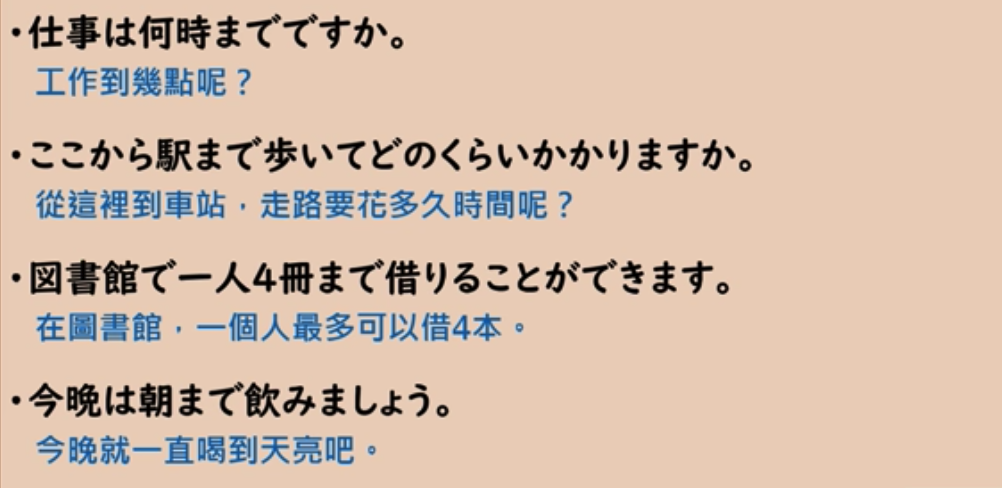 ・仕事は何時までですか。
工作到幾點呢？
・ここから駅まで歩いてどのくらいかかりますか。
從這裡到車站，走路要花多久時間呢？
・図書館で一人4冊まで借りることができます。
在圖書館，一個人最多可以借4本。
・今晩は朝まで飲みましょう。
今晚就一直喝到天亮吧。